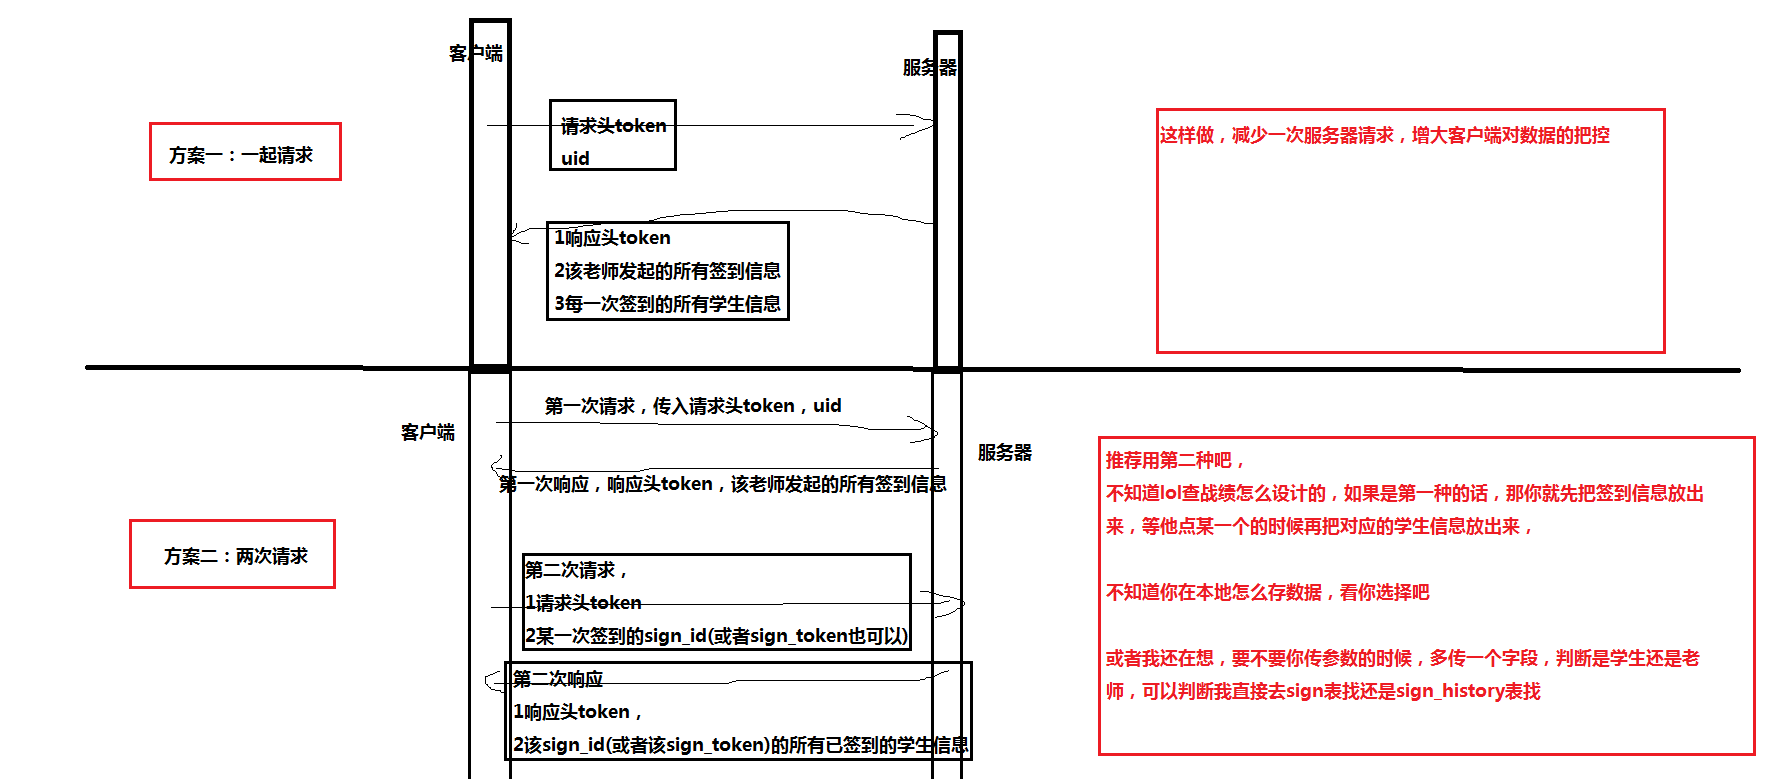 客户端
服务器
方案一：一起请求
请求头token
uid
1响应头token
2该老师发起的所有签到信息
3每一次签到的所有学生信息
这样做，减少一次服务器请求，增大客户端对数据的把控
第一次请求，传入请求头token，uid
客户端
服务器
第一次响应，响应头token，该老师发起的所有签到信息
方案二：两次请求
第二次请求，
1请求头token
2某一次签到的sign_id(或者sign_token也可以)
第二次响应
1响应头token，
2该sign_id(或者该sign_token)的所有已签到的学生信息
推荐用第二种吧，
不知道lol查战绩怎么设计的，如果是第一种的话，那你就先把签到信息放出
来，等他点某一个的时候再把对应的学生信息放出来，
不知道你在本地怎么存数据，看你选择吧
或者我还在想，要不要你传参数的时候，多传一个字段，判断是学生还是老
师，可以判断我直接去sign表找还是sign_history表找